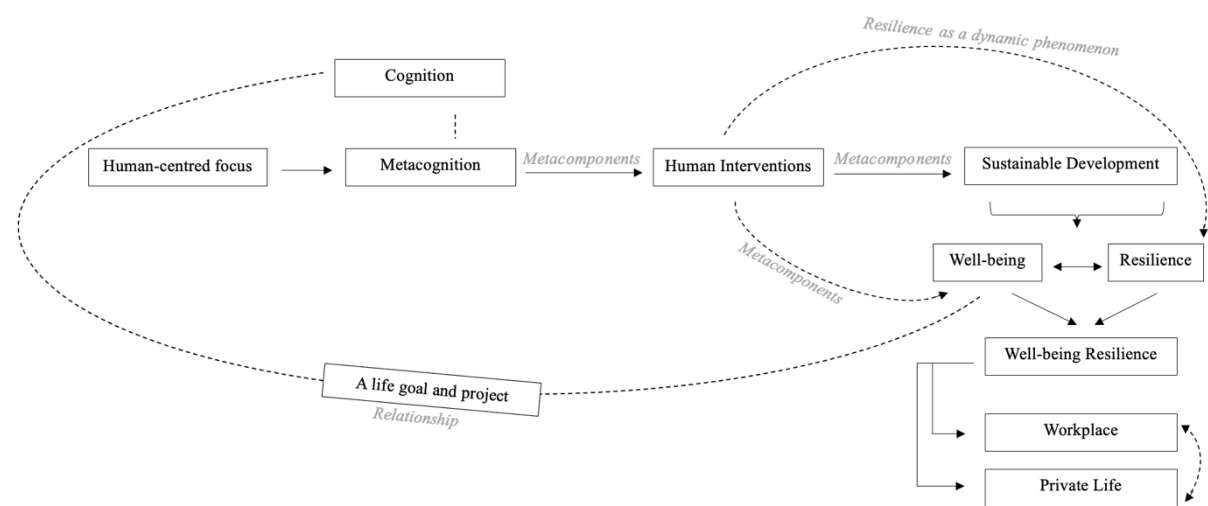 Resilience as a dynamic phenomenon
Cognition
Human-centred focus
Metacognition
Metacomponents
Human Interventions
Metacomponents
Sustainable Development
Metacomponents
Well-being
Resilience
Well-being Resilience
A life goal and project
Relationship
Workplace
Private Life